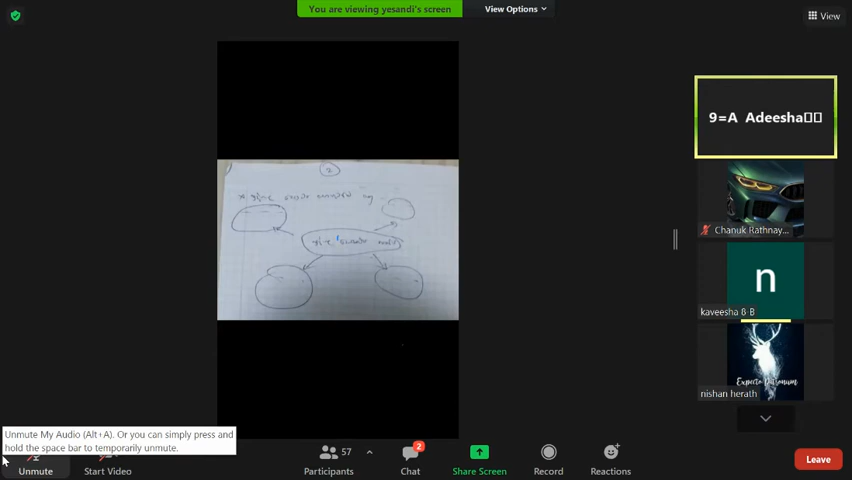 You are viewing yesandi's screen
View Options
View
9=A Adeesha
2
Chanuk Rathnay...
n
kaveesha 8-B
Expecto Patronum
nishan herath
Unmute My Audio (Alt+A). Or you can simply press and
hold the space bar to temporarily unmute.
Unmute
Start Video
57
Participants
2
Chat
Share Screen
Record
Reactions
Leave